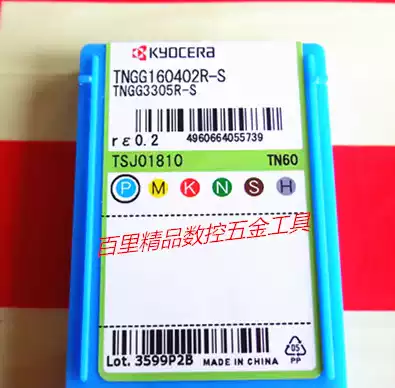 KYOCERA
TNGG160402R-S
TNGG3305R-S
rε0.2
4960664055739
TSJ01810
TN60
P M K N S H
百里精品数控五金工具
Lot. 3599P2B
MADE IN CHINA
05
PP